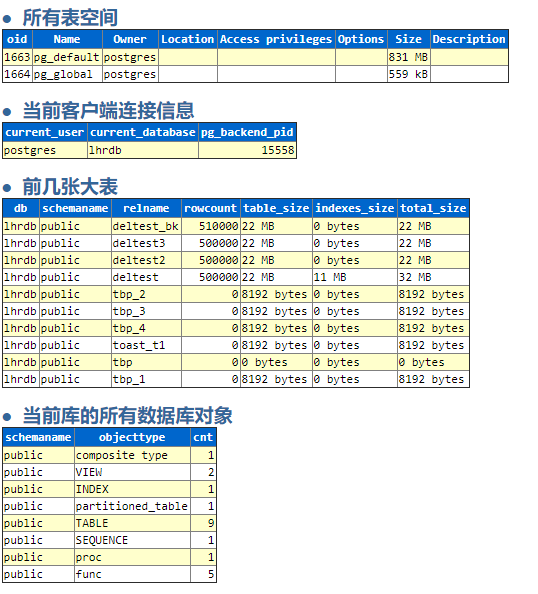 所有表空间
oid Name Owner Location Access privileges Options Size Description
1663 pg_default postgres 831 MB
1664 pg_global postgres 559 kB
当前客户端连接信息
current_user current_database pg_backend_pid
postgres lhrdb 15558
前几张大表
db schemaname relname rowcount table_size indexes_size total_size
lhrdb public deltest_bk 510000 22 MB 0 bytes 22 MB
lhrdb public deltest3 500000 22 MB 0 bytes 22 MB
lhrdb public deltest2 500000 22 MB 0 bytes 22 MB
lhrdb public deltest 500000 22 MB 11 MB 32 MB
lhrdb public tbp_2 0 8192 bytes 0 bytes 8192 bytes
lhrdb public tbp_3 0 8192 bytes 0 bytes 8192 bytes
lhrdb public tbp_4 0 8192 bytes 0 bytes 8192 bytes
lhrdb public toast_t1 0 8192 bytes 0 bytes 8192 bytes
lhrdb public tbp 0 0 bytes 0 bytes 0 bytes
lhrdb public tbp_1 0 8192 bytes 0 bytes 8192 bytes
当前库的所有数据库对象
schemaname objecttype cnt
public composite type 1
public VIEW 2
public INDEX 1
public partitioned_table 1
public TABLE 9
public SEQUENCE 1
public proc 1
public func 5